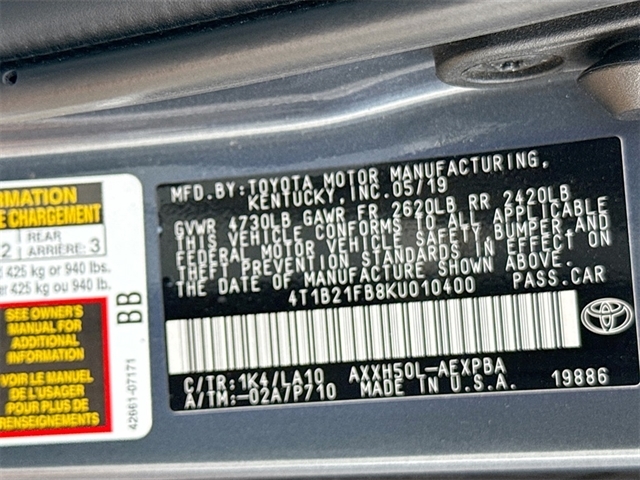 RMATION
E CHARGEMENT
2 REAR ARRIÈRE: 3
425 kg or 940 lbs.
425 kg ou 940 lb.
SEE OWNER'S
MANUAL FOR
ADDITIONAL
INFORMATION
VOIR LE MANUEL
DE L'USAGER
POUR PLUS DE
RENSEIGNEMENTS
BB
42661-07171
MFD.BY:TOYOTA MOTOR MANUFACTURING,
KENTUCKY,INC.05/19
GVWR 4730LB GAWR FR 2620LB RR 2420LB
THIS VEHICLE CONFORMS TO ALL APPLICABLE
FEDERAL MOTOR VEHICLE SAFETY, BUMPER, AND
THEFT PREVENTION STANDARDS IN EFFECT ON
THE DATE OF MANUFACTURE SHOWN ABOVE.
4T1B21FB8KU010400 PASS.CAR
C/TR:1K4/LA10 AXXH50L-AEXPBA
A/TM:-02A/P710 MADE IN U.S.A. 19886
TOYOTA